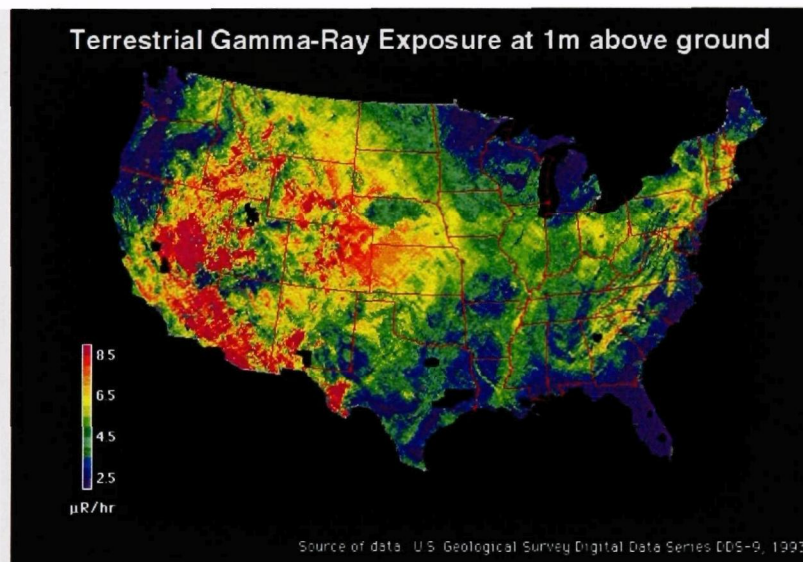 Terrestrial Gamma-Ray Exposure at 1m above ground
8.5
6.5
4.5
2.5
µR/hr
Source of data: U.S. Geological Survey Digital Data Series DDS-9, 1993